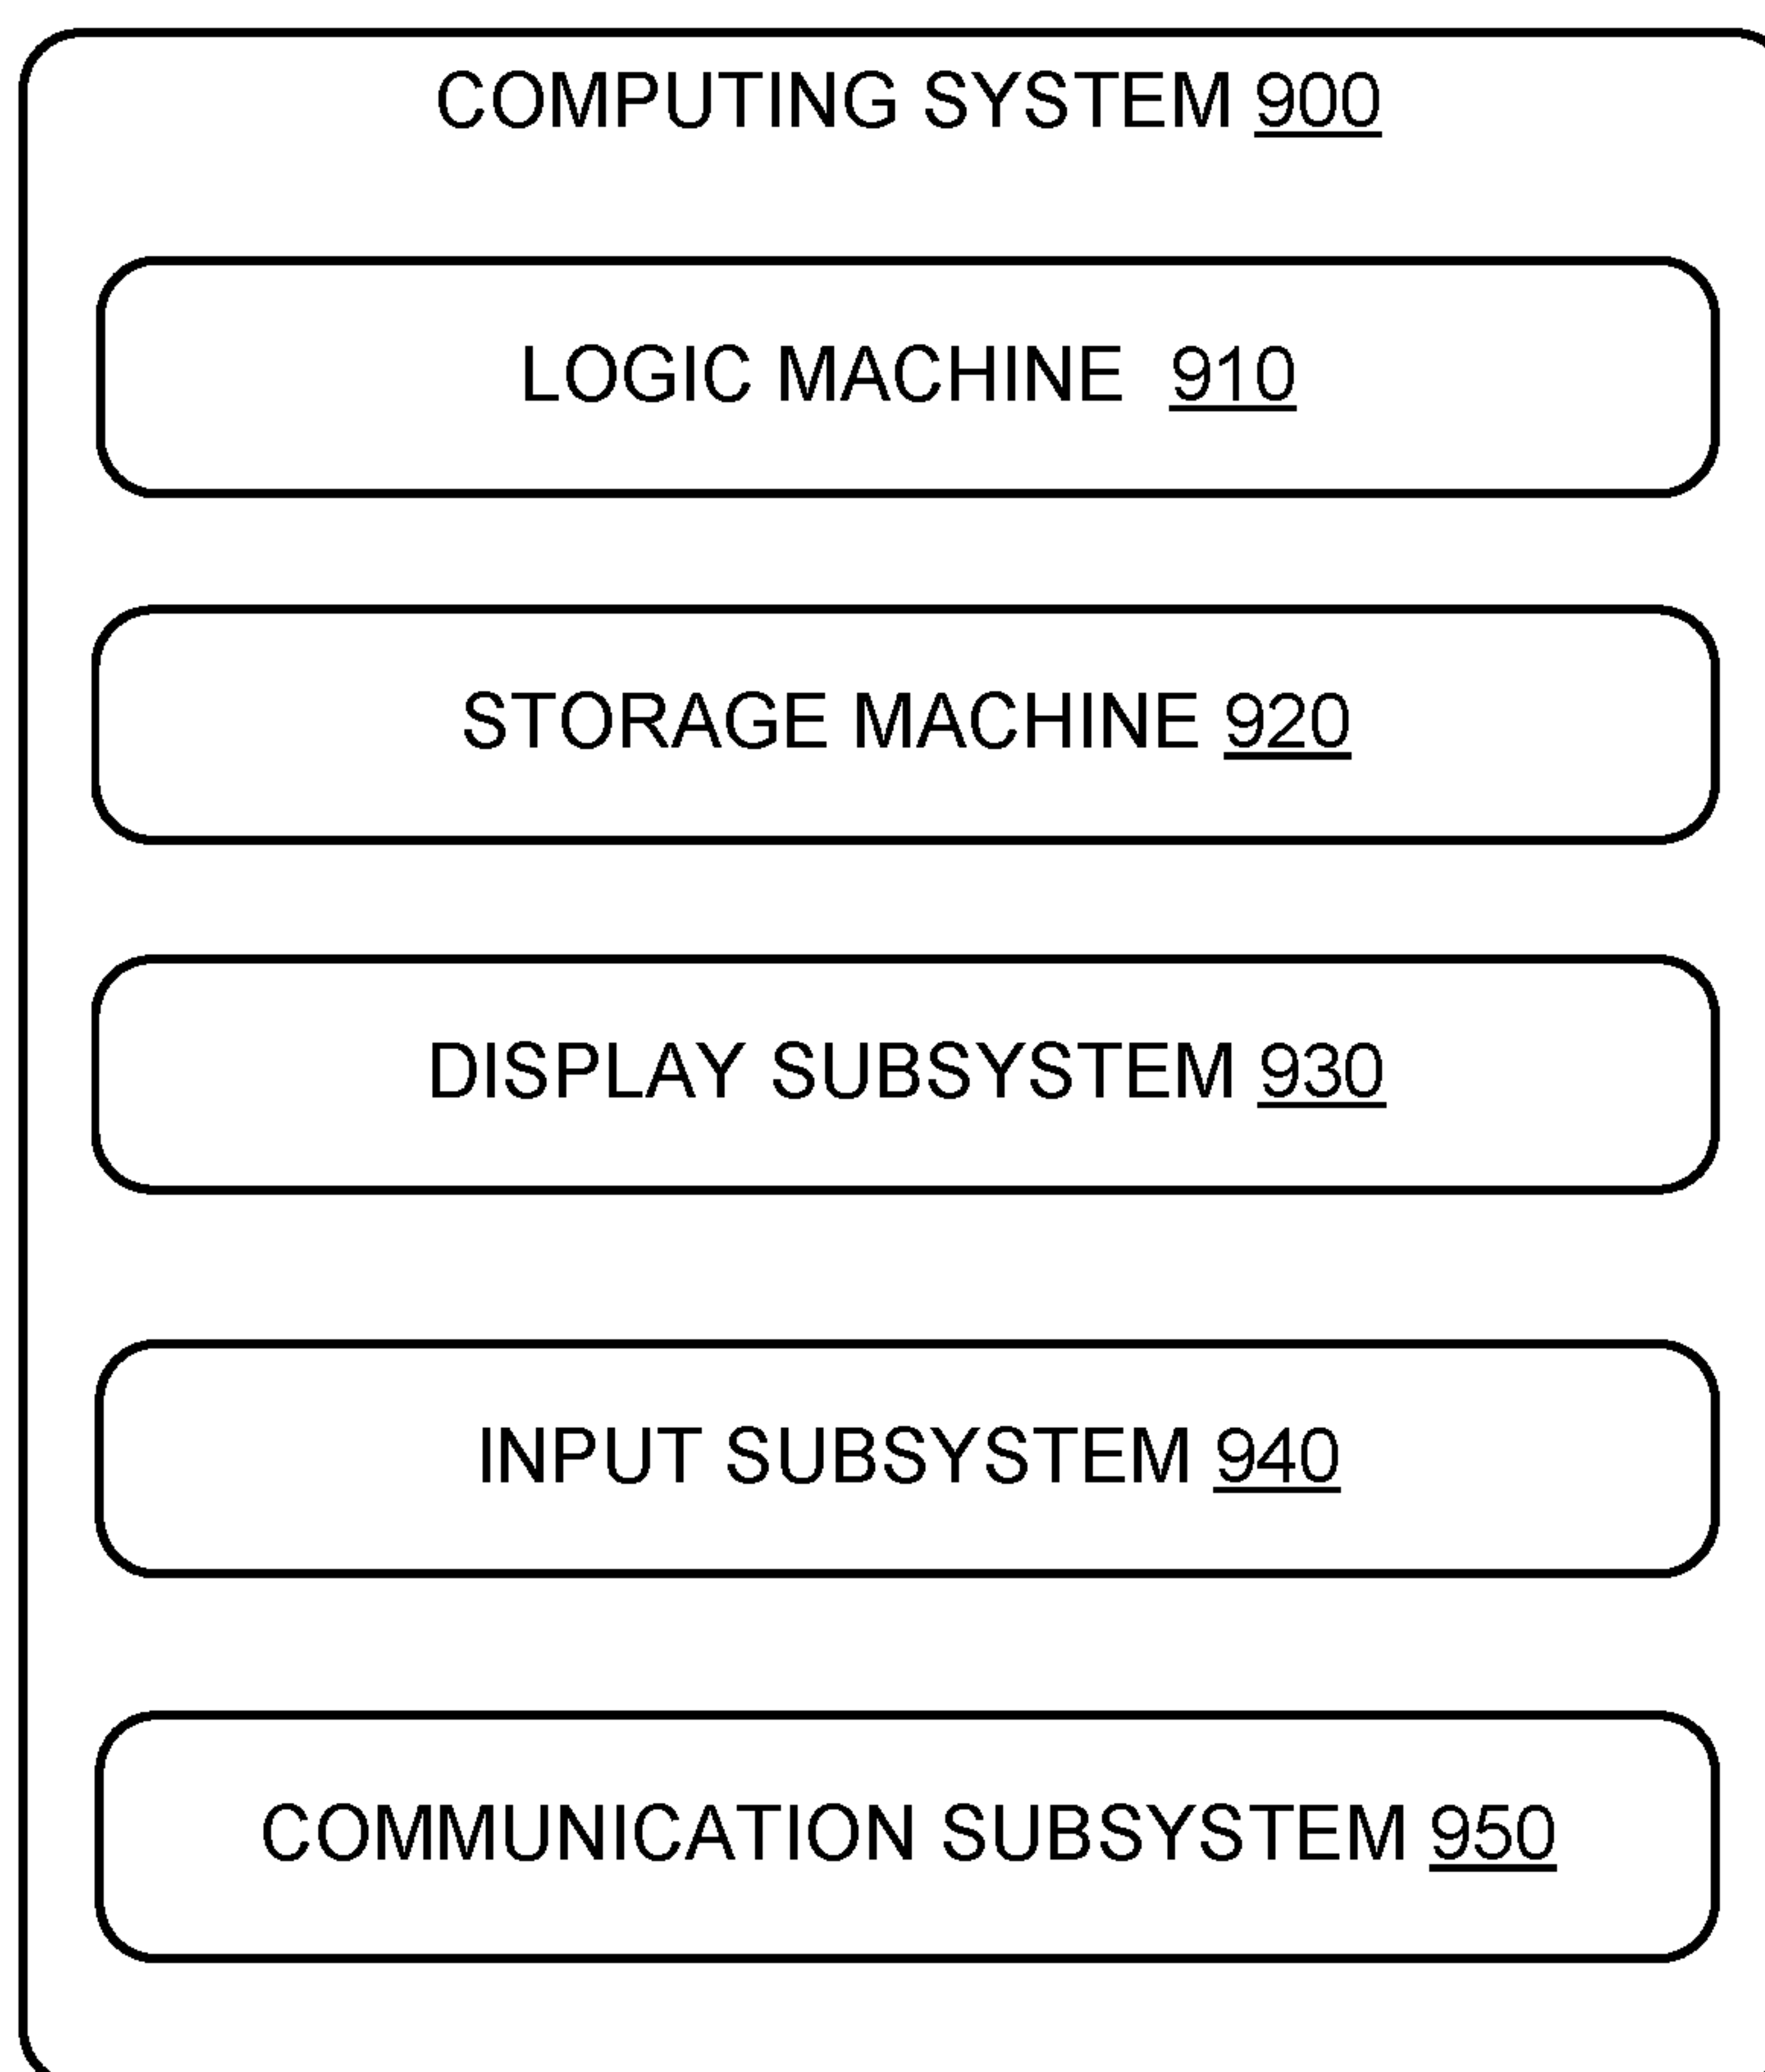 COMPUTING SYSTEM 900
LOGIC MACHINE 910
STORAGE MACHINE 920
DISPLAY SUBSYSTEM 930
INPUT SUBSYSTEM 940
COMMUNICATION SUBSYSTEM 950